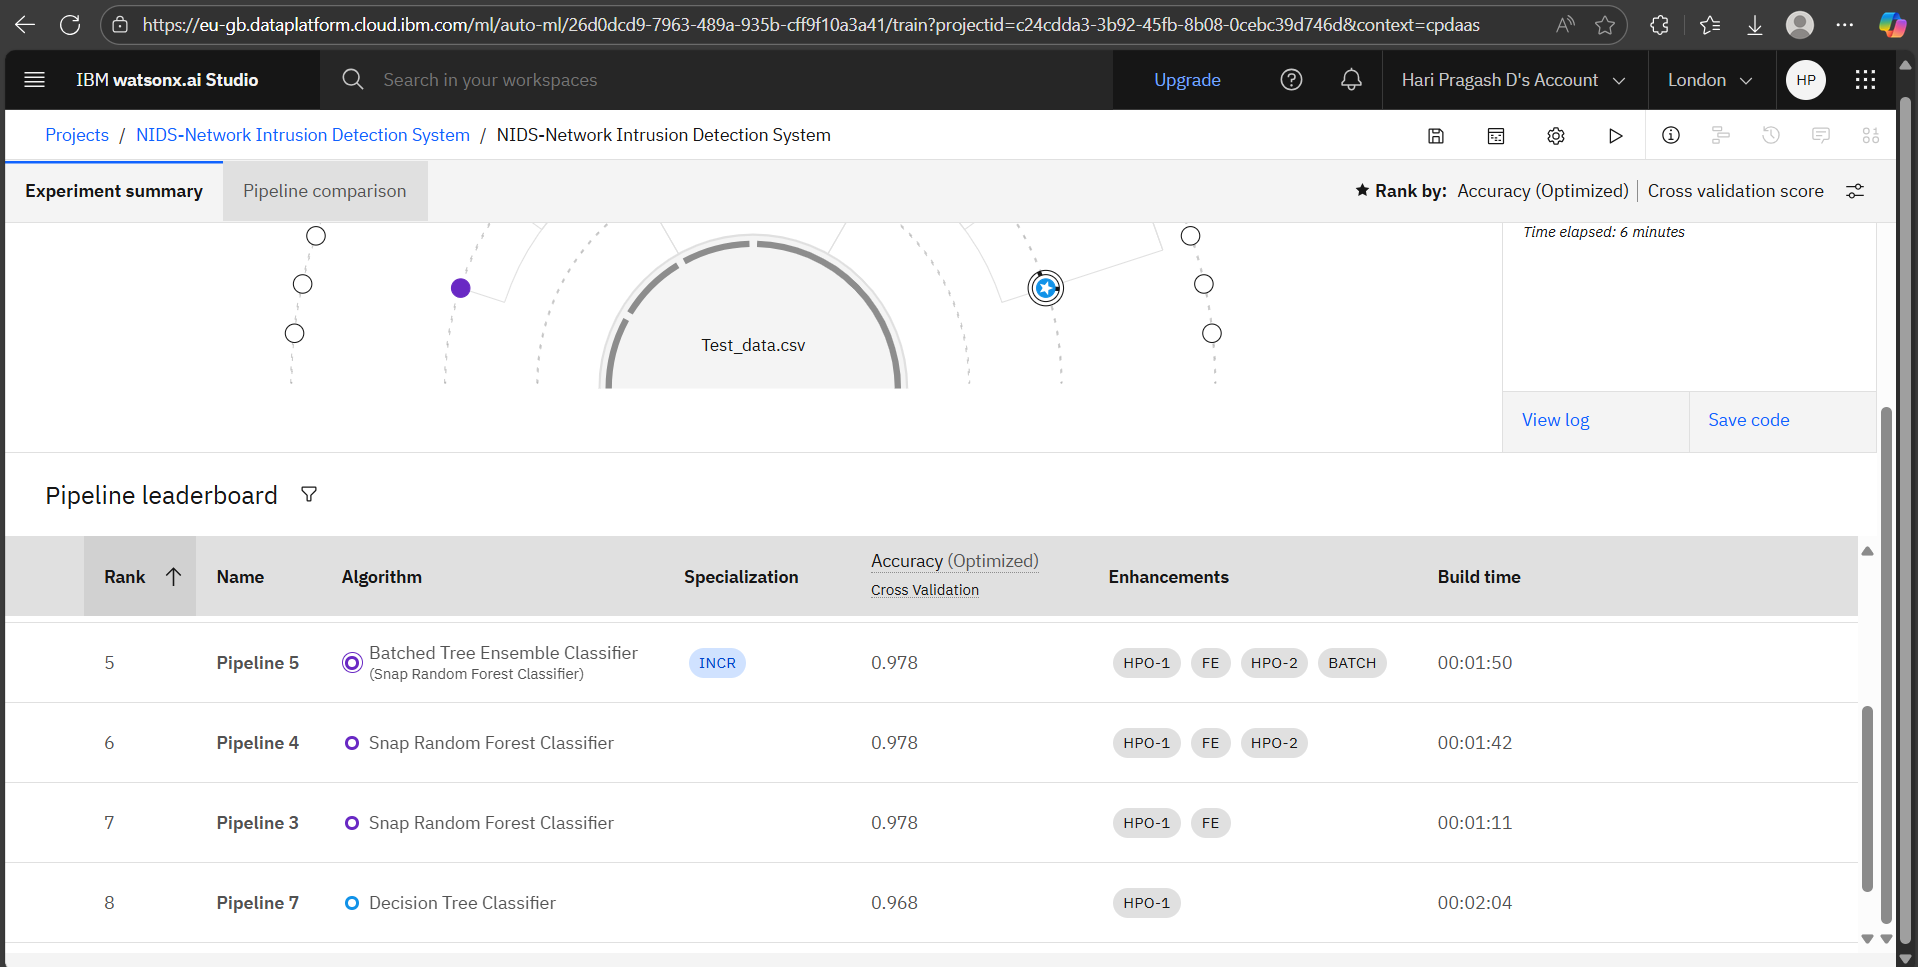 https://eu-gb.dataplatform.cloud.ibm.com/ml/auto-ml/26d0dcd9-7963-489a-935b-cff9f10a3a41/train?projectid=c24cdda3-3b92-45fb-8b08-0cebc39d746d&context=cpdaas
IBM watsonx.ai Studio
Search in your workspaces
Upgrade
Hari Pragash D's Account
London
HP
Projects / NIDS-Network Intrusion Detection System / NIDS-Network Intrusion Detection System
Experiment summary
Pipeline comparison
Rank by: Accuracy (Optimized) | Cross validation score
Time elapsed: 6 minutes
Test_data.csv
View log
Save code
Pipeline leaderboard
Rank Name Algorithm Specialization Accuracy (Optimized) Enhancements Build time
Cross Validation
5 Pipeline 5 Batched Tree Ensemble Classifier INCR 0.978 HPO-1 FE HPO-2 BATCH 00:01:50
(Snap Random Forest Classifier)
6 Pipeline 4 Snap Random Forest Classifier 0.978 HPO-1 FE HPO-2 00:01:42
7 Pipeline 3 Snap Random Forest Classifier 0.978 HPO-1 FE 00:01:11
8 Pipeline 7 Decision Tree Classifier 0.968 HPO-1 00:02:04